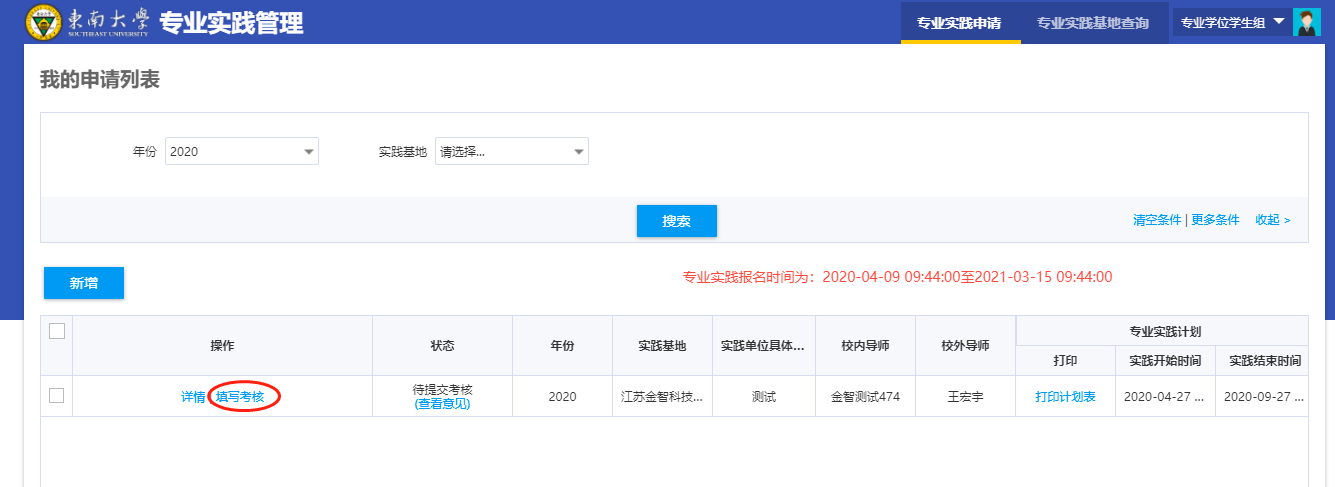 東南大學 专业实践管理 专业实践申请 专业实践基地查询 专业学位学生组
SOUTHEAST UNIVERSITY
我的申请列表
年份 2020 实践基地 请选择...
搜索 清空条件 | 更多条件 收起 >
新增 专业实践报名时间为：2020-04-09 09:44:00至2021-03-15 09:44:00
操作 状态 年份 实践基地 实践单位具体... 校内导师 校外导师 专业实践计划
打印 实践开始时间 实践结束时间
详情 填写考核 待提交考核 2020 江苏金智科技... 测试 金智测试474 王宏宇 打印计划表 2020-04-27 ... 2020-09-27 ...
(查看意见)